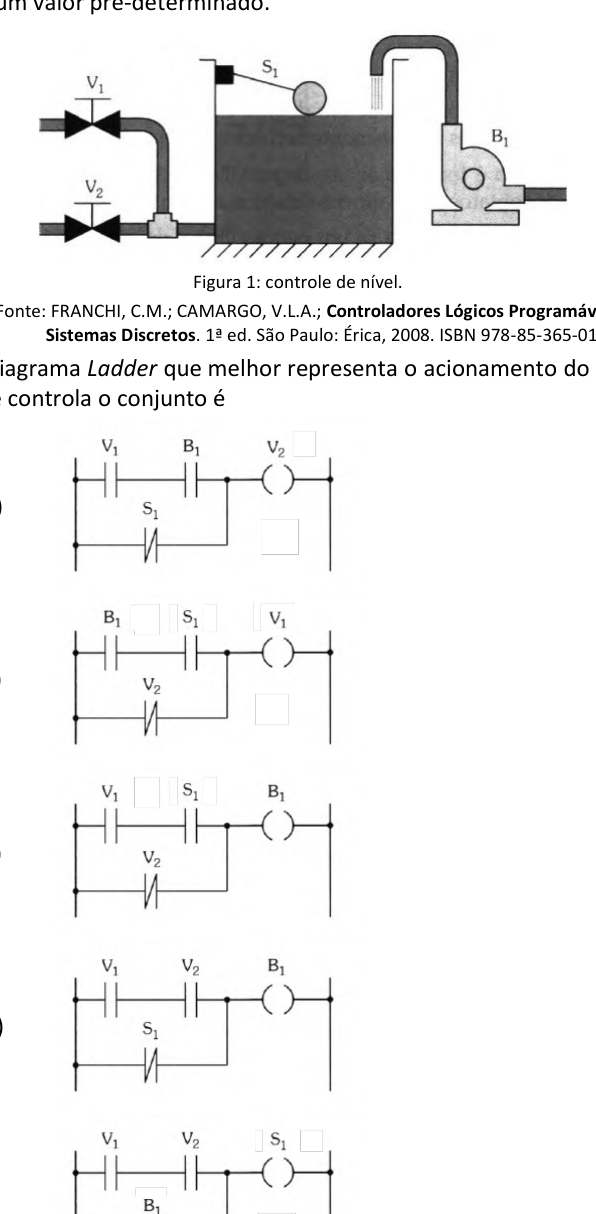 um valor pré-determinado.
S₁
V₁
B₁
V₂
Figura 1: controle de nível.
Fonte: FRANCHI, C.M.; CAMARGO, V.L.A.; Controladores Lógicos Programáv
Sistemas Discretos. 1ª ed. São Paulo: Érica, 2008. ISBN 978-85-365-01
iagrama Ladder que melhor representa o acionamento do
e controla o conjunto é
V₁ B₁ V₂
)
S₁
B₁ S₁ V₁
)
V₂
V₁ S₁ B₁
)
V₂
V₁ V₂ B₁
)
S₁
V₁ V₂ S₁
B₁